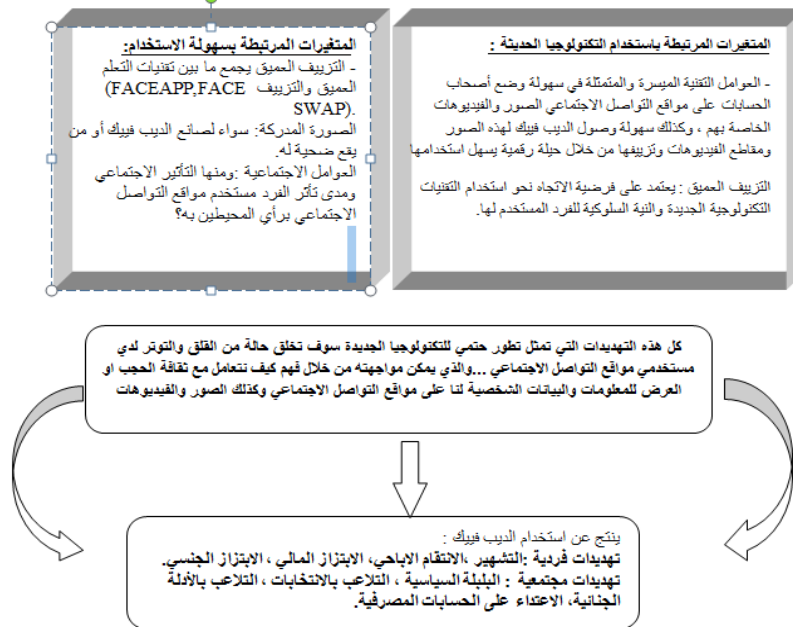 المتغيرات المرتبطة باستخدام التكنولوجيا الحديثة :
- العوامل التقنية الميسرة والمتمثلة في سهولة وضع أصحاب
الحسابات على مواقع التواصل الاجتماعي الصور والفيديوهات
الخاصة بهم ، وكذلك سهولة وصول الديب فييك لهذه الصور
ومقاطع الفيديوهات وتزييفها من خلال حيلة رقمية يسهل استخدامها
التزييف العميق : يعتمد على فرضية الاتجاه نحو استخدام التقنيات
التكنولوجية الجديدة والنية السلوكية للفرد المستخدم لها.
المتغيرات المرتبطة بسهولة الاستخدام:
- التزييف العميق يجمع ما بين تقنيات التعلم
العميق والتزييف FACEAPP,FACE)
SWAP).
الصورة المدركة: سواء لصانع الديب فييك أو من
يقع ضحية له.
العوامل الاجتماعية :ومنها التأثير الاجتماعي
ومدى تأثر الفرد مستخدم مواقع التواصل
الاجتماعي برأي المحيطين به؟
كل هذه التهديدات التي تمثل تطور حتمي للتكنولوجيا الجديدة سوف تخلق حالة من القلق والتوتر لدي
مستخدمي مواقع التواصل الاجتماعي ...والذي يمكن مواجهته من خلال فهم كيف نتعامل مع ثقافة الحجب او
العرض للمعلومات والبيانات الشخصية لنا على مواقع التواصل الاجتماعي وكذلك الصور والفيديوهات
ينتج عن استخدام الديب فييك :
تهديدات فردية :التشهير ،الانتقام الاباحي، الابتزاز المالي ، الابتزاز الجنسي.
تهديدات مجتمعية : البلبلة السياسية ، التلاعب بالانتخابات ، التلاعب بالأدلة
الجنائية، الاعتداء على الحسابات المصرفية.